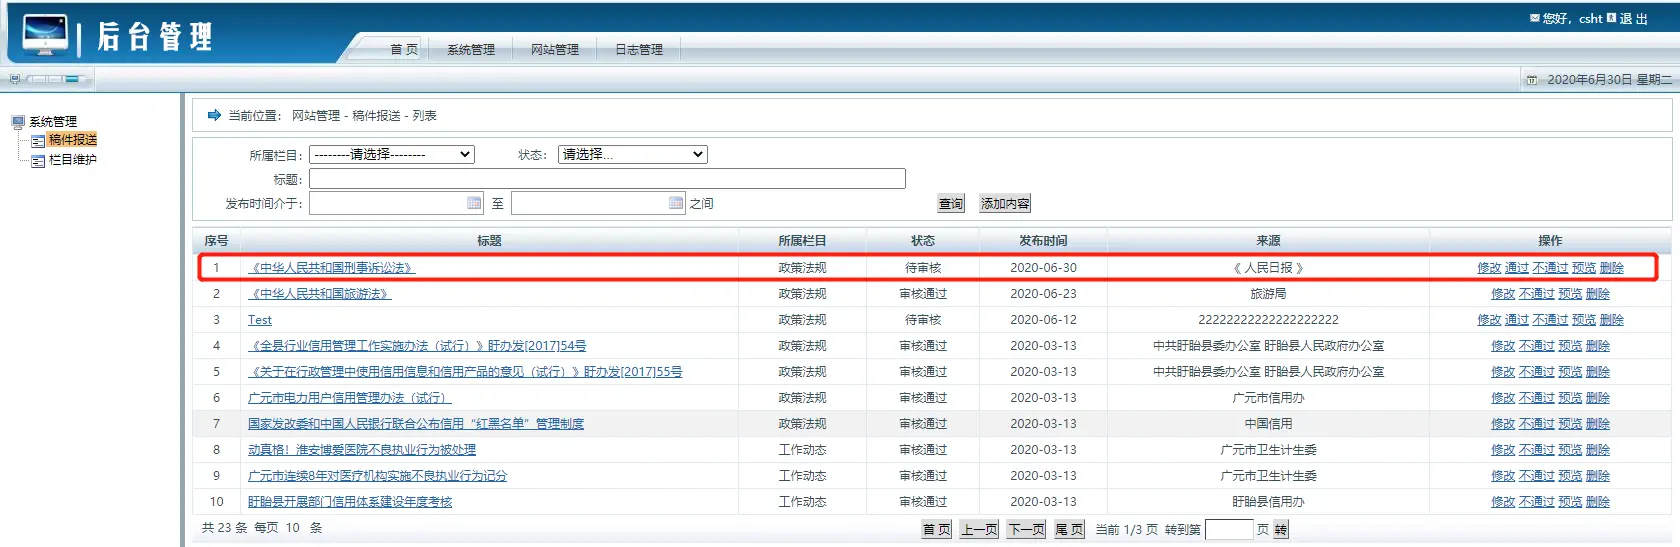 后台管理
您好，csht 退 出
首 页 系统管理 网站管理 日志管理
2020年6月30日 星期二
系统管理
稿件报送
栏目维护
当前位置： 网站管理 - 稿件报送 - 列表
所属栏目： --------请选择-------- 状态： 请选择...
标题：
发布时间介于： 至 之间 查询 添加内容
序号 标题 所属栏目 状态 发布时间 来源 操作
1 《中华人民共和国刑事诉讼法》 政策法规 待审核 2020-06-30 《 人民日报 》 修改 通过 不通过 预览 删除
2 《中华人民共和国旅游法》 政策法规 审核通过 2020-06-23 旅游局 修改 不通过 预览 删除
3 Test 政策法规 待审核 2020-06-12 22222222222222222222 修改 通过 不通过 预览 删除
4 《全县行业信用管理工作实施办法（试行）》盱办发[2017]54号 政策法规 审核通过 2020-03-13 中共盱眙县委办公室 盱眙县人民政府办公室 修改 不通过 预览 删除
5 《关于在行政管理中使用信用信息和信用产品的意见（试行）》盱办发[2017]55号 政策法规 审核通过 2020-03-13 中共盱眙县委办公室 盱眙县人民政府办公室 修改 不通过 预览 删除
6 广元市电力用户信用管理办法（试行） 政策法规 审核通过 2020-03-13 广元市信用办 修改 不通过 预览 删除
7 国家发改委和中国人民银行联合公布信用“红黑名单”管理制度 政策法规 审核通过 2020-03-13 中国信用 修改 不通过 预览 删除
8 动真格！淮安博爱医院不良执业行为被处理 工作动态 审核通过 2020-03-13 广元市卫生计生委 修改 不通过 预览 删除
9 广元市连续8年对医疗机构实施不良执业行为记分 工作动态 审核通过 2020-03-13 广元市卫生计生委 修改 不通过 预览 删除
10 盱眙县开展部门信用体系建设年度考核 工作动态 审核通过 2020-03-13 盱眙县信用办 修改 不通过 预览 删除
共 23 条 每页 10 条 首 页 上一页 下一页 尾 页 当前 1/3 页 转到第 页 转